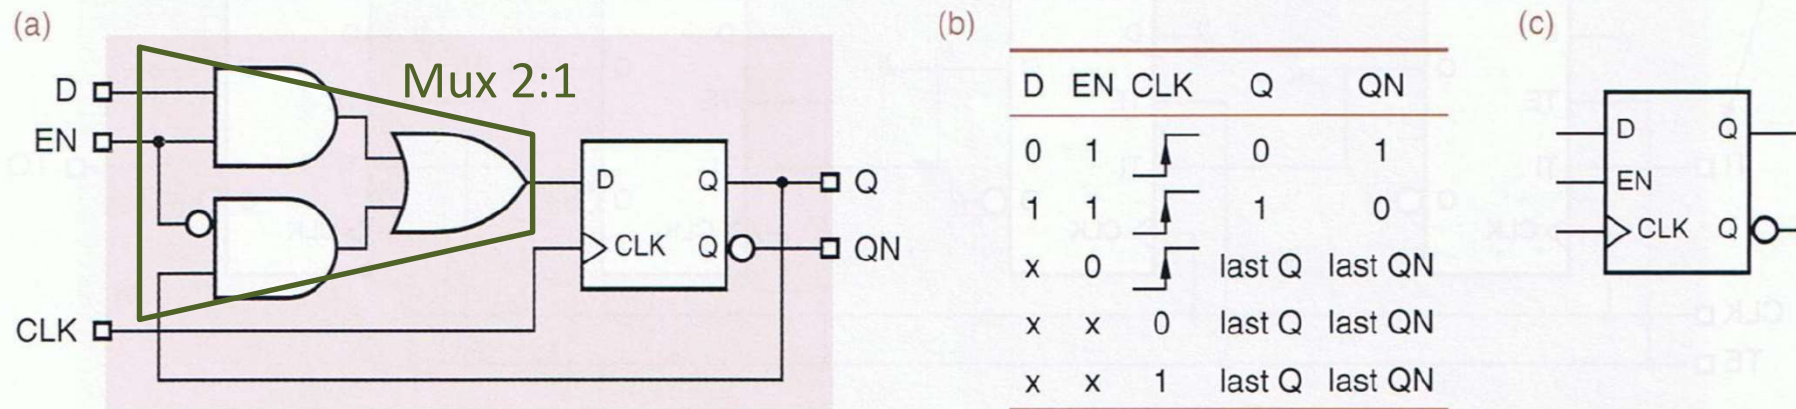 (a)
Mux 2:1
D
EN
CLK
D Q
CLK Q
Q
QN
(b)
D EN CLK Q QN
0 1 0 1
1 1 1 0
x 0 last Q last QN
x x 0 last Q last QN
x x 1 last Q last QN
(c)
D Q
EN
CLK Q